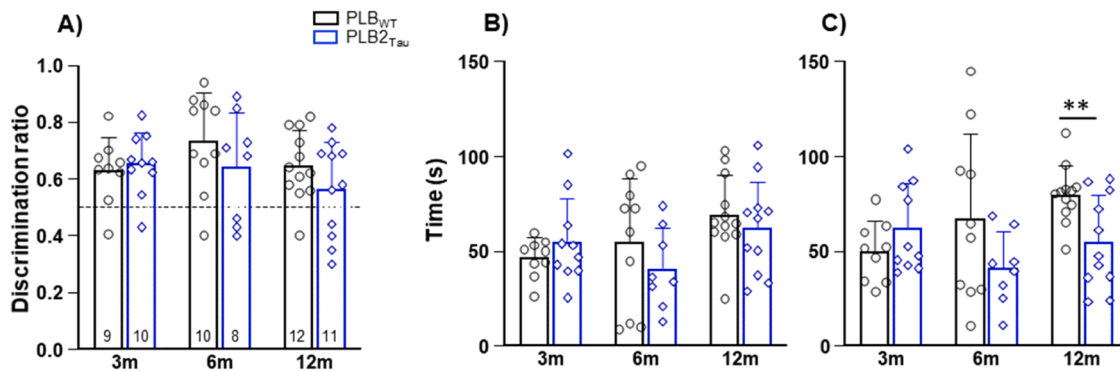 A)
PLBWT
PLB2Tau
B)
C)
Discrimination ratio
1.0
0.8
0.6
0.4
0.2
0.0
9
10
10
8
12
11
3m
6m
12m
Time (s)
150
100
50
0
3m
6m
12m
150
100
50
0
**
3m
6m
12m